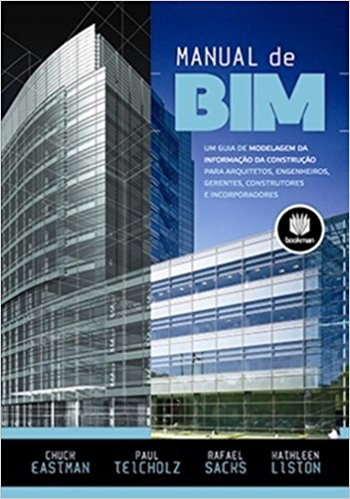 MANUAL de
BIM
UM GUIA DE MODELAGEM DA
INFORMAÇÃO DA CONSTRUÇÃO
PARA ARQUITETOS, ENGENHEIROS,
GERENTES, CONSTRUTORES
E INCORPORADORES
bookman
CHUCK
EASTMAN
PAUL
TEICHOLZ
RAFAEL
SACKS
KATHLEEN
LISTON